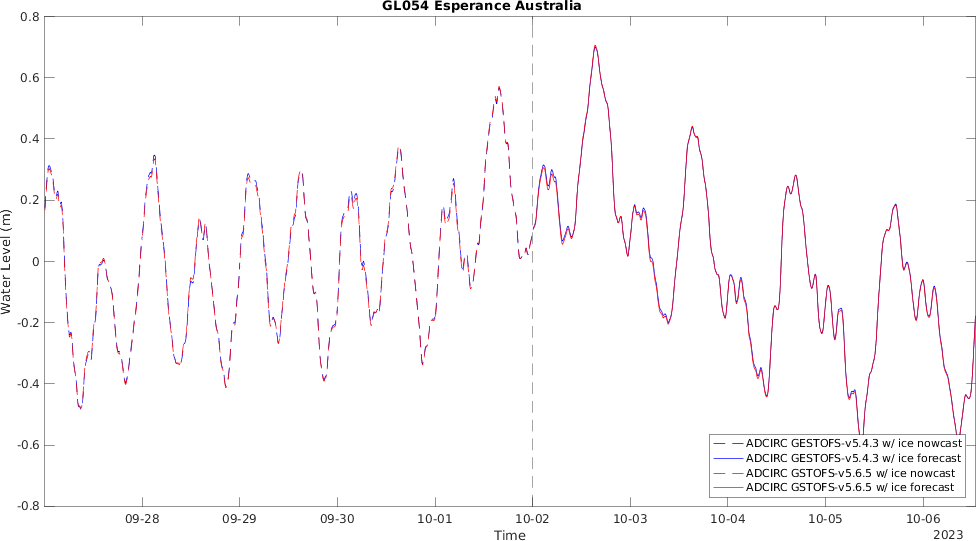 GL054 Esperance Australia
0.8
0.6
0.4
0.2
0
-0.2
-0.4
-0.6
-0.8
Water Level (m)
ADCIRC GESTOFS-v5.4.3 w/ ice nowcast
ADCIRC GESTOFS-v5.4.3 w/ ice forecast
ADCIRC GSTOFS-v5.6.5 w/ ice nowcast
ADCIRC GSTOFS-v5.6.5 w/ ice forecast
09-28 09-29 09-30 10-01 10-02 10-03 10-04 10-05 10-06
Time
2023